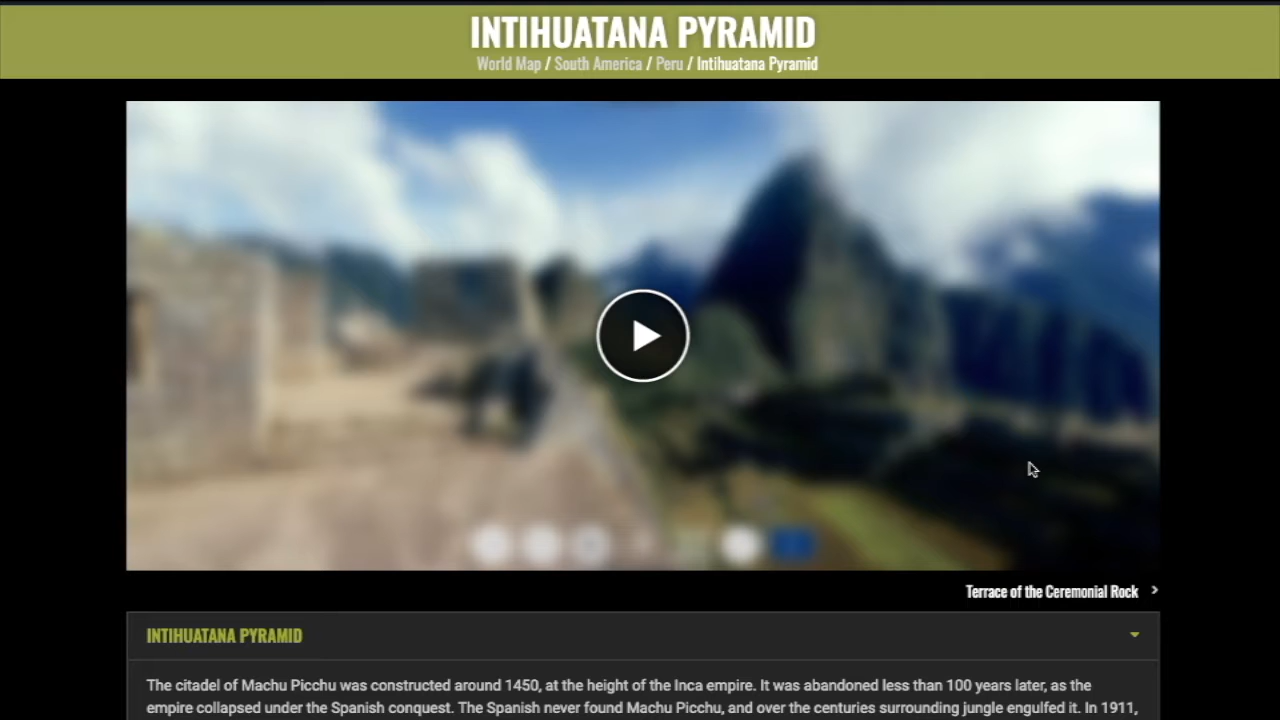 INTIHUATANA PYRAMID
World Map / South America / Peru / Intihuatana Pyramid
Terrace of the Ceremonial Rock >
INTIHUATANA PYRAMID
The citadel of Machu Picchu was constructed around 1450, at the height of the Inca empire. It was abandoned less than 100 years later, as the
empire collapsed under the Spanish conquest. The Spanish never found Machu Picchu, and over the centuries surrounding jungle engulfed it. In 1911,